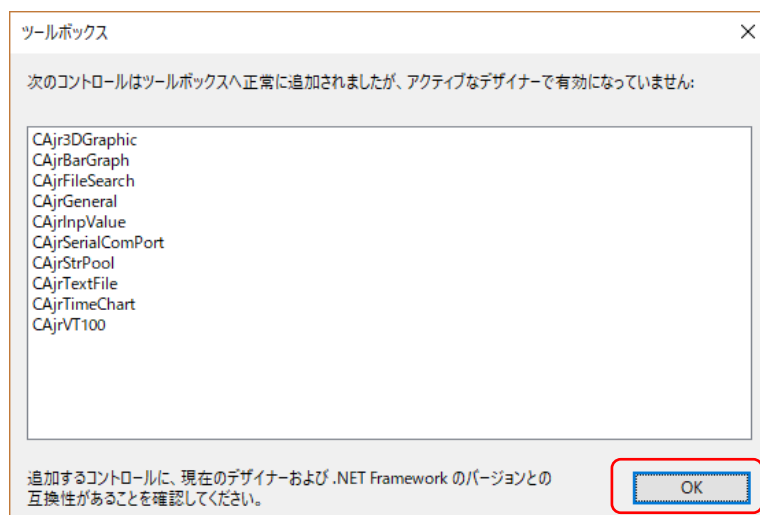 ツールボックス
次のコントロールはツールボックスへ正常に追加されましたが、アクティブなデザイナーで有効になっていません:
CAjr3DGraphic
CAjrBarGraph
CAjrFileSearch
CAjrGeneral
CAjrInpValue
CAjrSerialComPort
CAjrStrPool
CAjrTextFile
CAjrTimeChart
CAjrVT100
追加するコントロールに、現在のデザイナーおよび .NET Framework のバージョンとの
互換性があることを確認してください。
OK